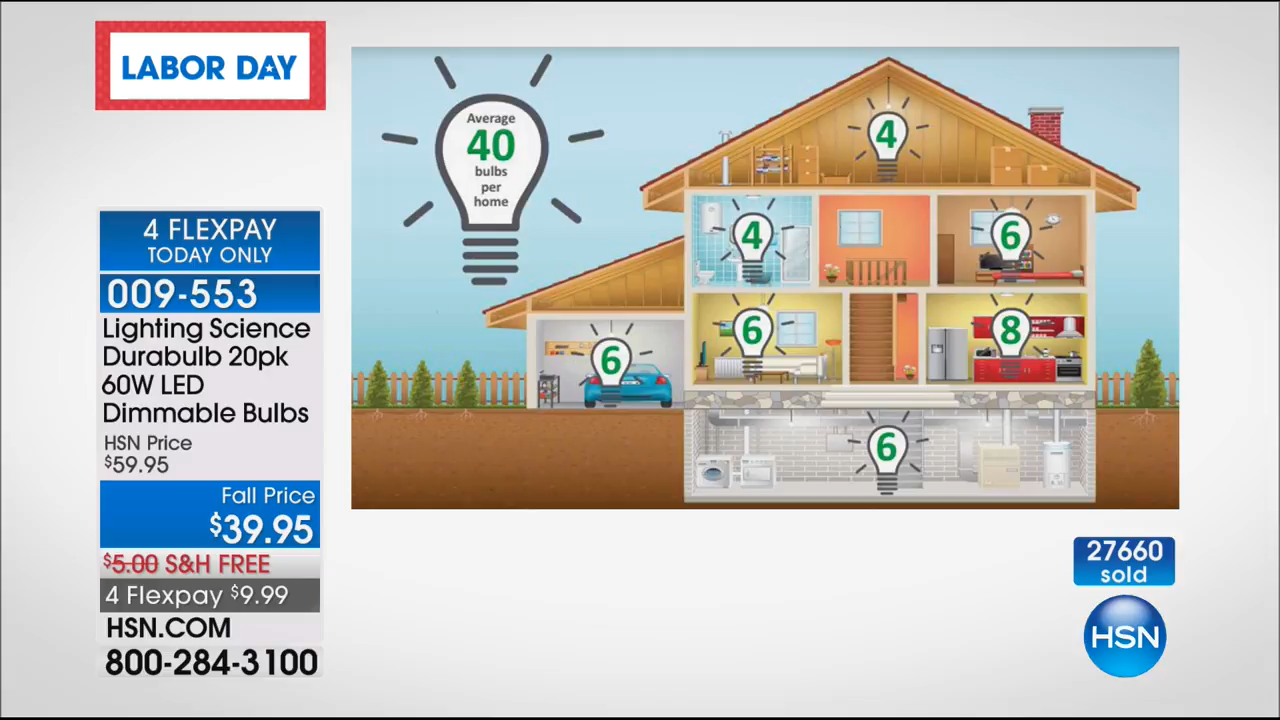 LABOR DAY
4 FLEXPAY
TODAY ONLY
009-553
Lighting Science
Durabulb 20pk
60W LED
Dimmable Bulbs
HSN Price
$59.95
Fall Price
$39.95
$5.00 S&H FREE
4 Flexpay $9.99
HSN.COM
800-284-3100
Average
40
bulbs
per
home
4
4
6
6
8
6
6
27660
sold
HSN